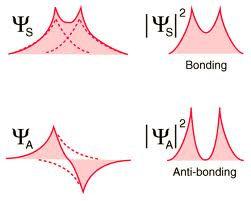 Ψ_S |Ψ_S|²
Bonding
Ψ_A |Ψ_A|²
Anti-bonding